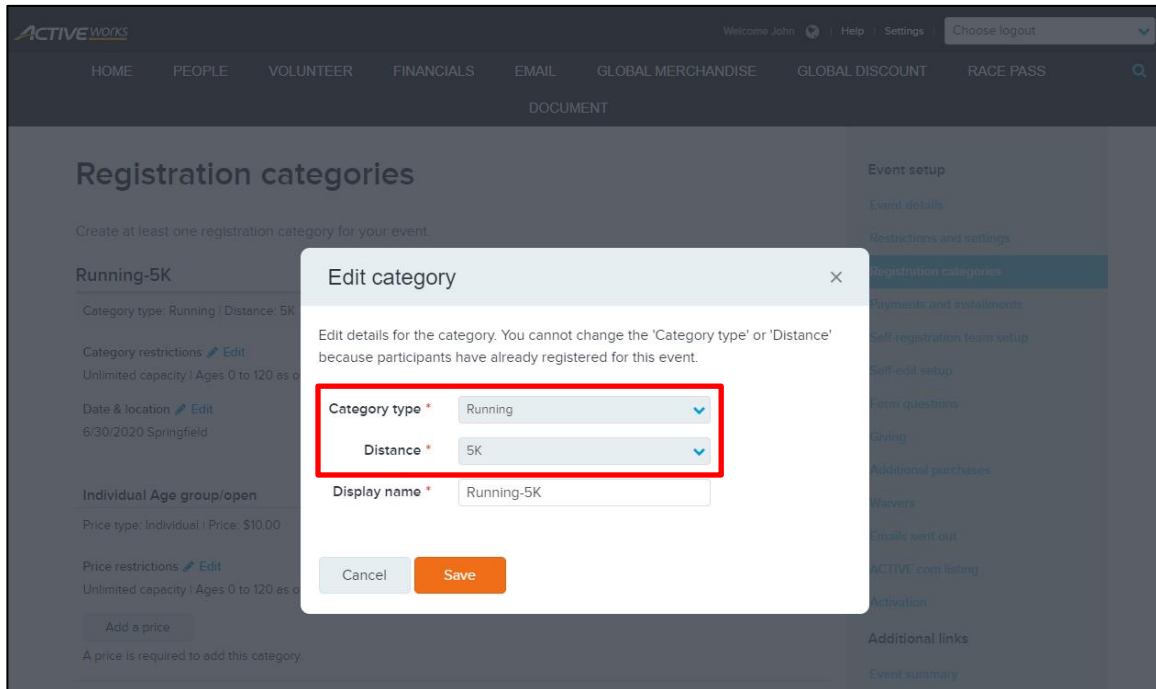 ACTIVE WORKS
Welcome John | Help | Settings | Choose logout
HOME PEOPLE VOLUNTEER FINANCIALS EMAIL GLOBAL MERCHANDISE GLOBAL DISCOUNT RACE PASS
DOCUMENT
Registration categories
Create at least one registration category for your event.
Running-5K
Category type: Running | Distance: 5K
Category restrictions Edit
Unlimited capacity | Ages 0 to 120 as o
Date & location Edit
6/30/2020 Springfield
Individual Age group/open
Price type: Individual | Price: $10.00
Price restrictions Edit
Unlimited capacity | Ages 0 to 120 as o
Add a price
A price is required to add this category.
Edit category
Edit details for the category. You cannot change the 'Category type' or 'Distance'
because participants have already registered for this event.
Category type * Running
Distance * 5K
Display name * Running-5K
Cancel Save
Event setup
Event details
Restrictions and settings
Registration categories
Payments and installments
Self-registration team setup
Self-edit setup
Form questions
Giving
Additional purchases
Waivers
Emails sent out
ACTIVE.com listing
Activation
Additional links
Event summary